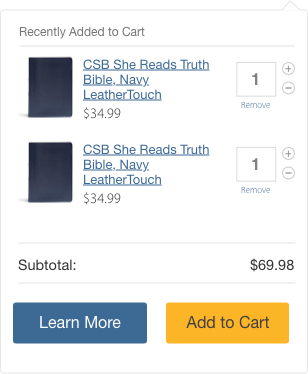 Recently Added to Cart
CSB She Reads Truth
Bible, Navy
LeatherTouch
$34.99
1
Remove
CSB She Reads Truth
Bible, Navy
LeatherTouch
$34.99
1
Remove
Subtotal: $69.98
Learn More Add to Cart